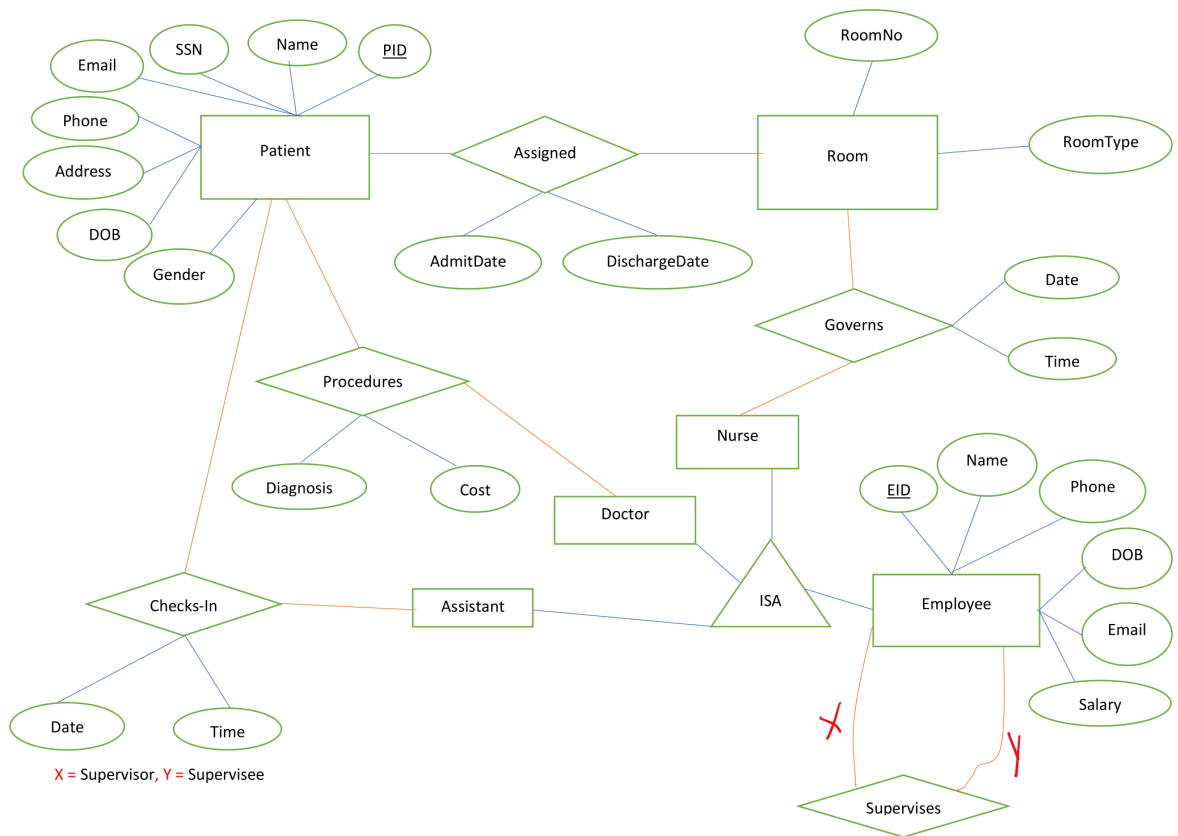 RoomNo
SSN
Name
PID
Email
Phone
Patient
Assigned
Room
RoomType
Address
DOB
AdmitDate
DischargeDate
Gender
Date
Governs
Time
Procedures
Nurse
Name
EID
Phone
Diagnosis
Cost
Doctor
DOB
Checks-In
Assistant
ISA
Employee
Email
Salary
Date
Time
X
Y
X = Supervisor, Y = Supervisee
Supervises